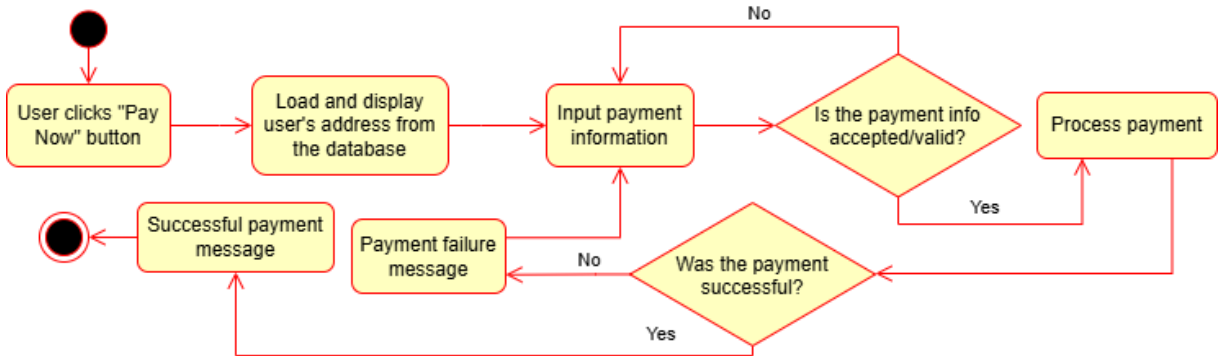 No
User clicks "Pay
Now" button
Load and display
user's address from
the database
Input payment
information
Is the payment info
accepted/valid?
Process payment
Yes
Successful payment
message
Payment failure
message
No
Was the payment
successful?
Yes